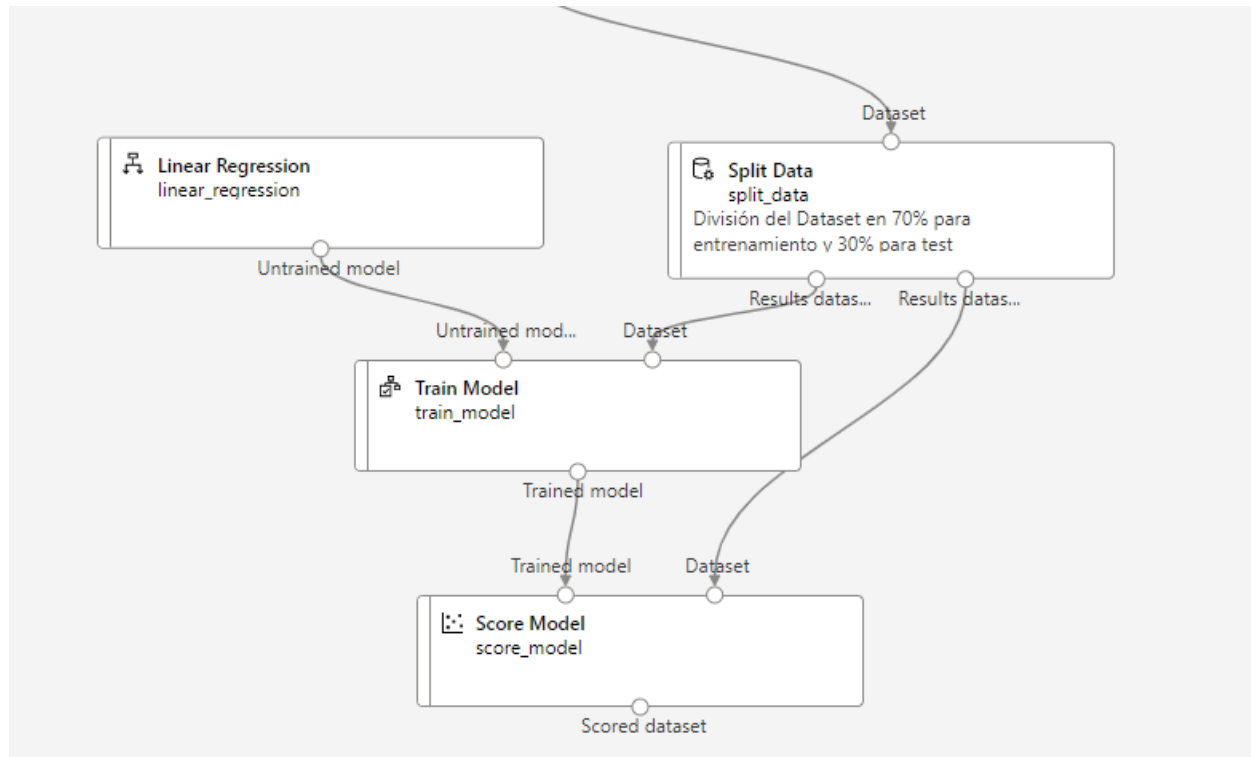 Dataset
Linear Regression
linear_regression
Split Data
split_data
División del Dataset en 70% para
entrenamiento y 30% para test
Untrained model
Results datas...
Results datas...
Untrained mod...
Dataset
Train Model
train_model
Trained model
Trained model
Dataset
Score Model
score_model
Scored dataset